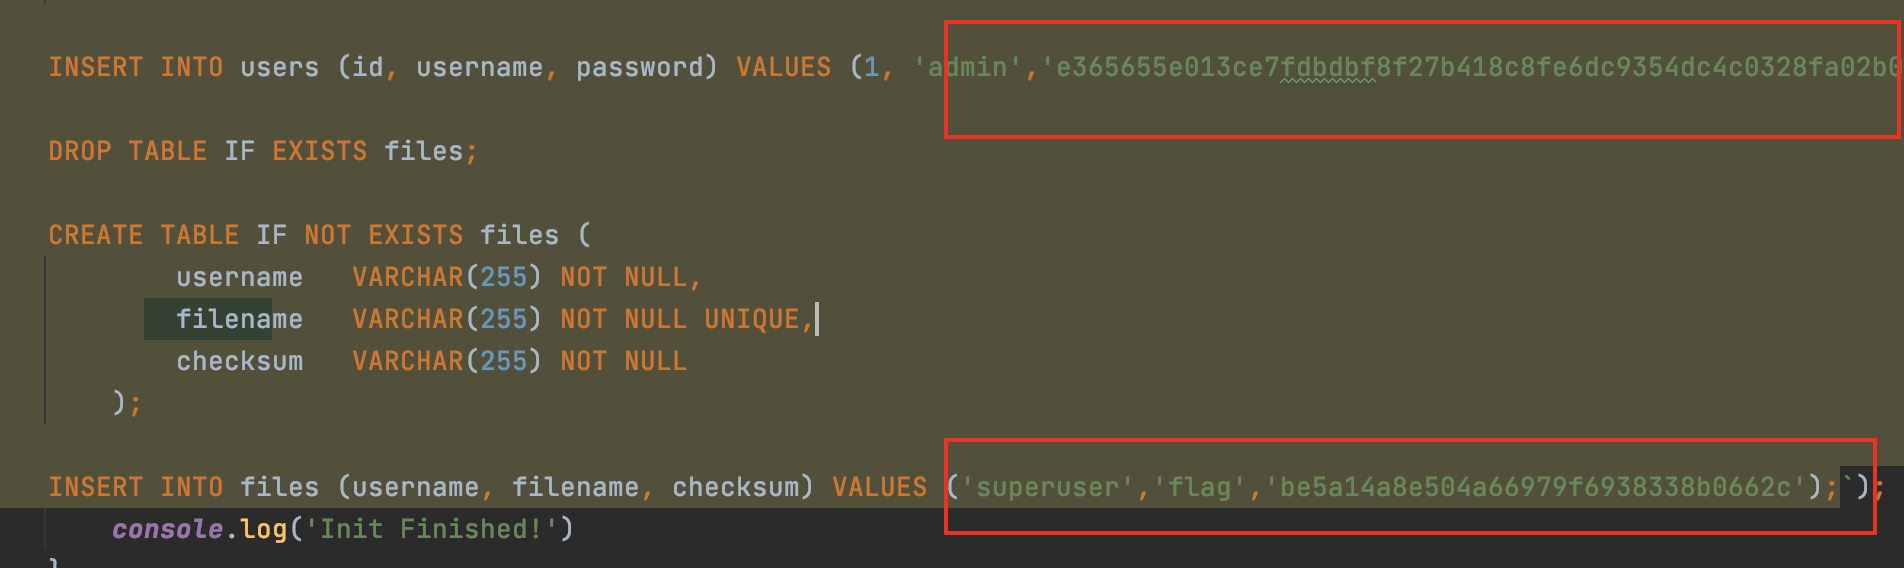 INSERT INTO users (id, username, password) VALUES (1, 'admin','e365655e013ce7fdbdbf8f27b418c8fe6dc9354dc4c0328fa02b0
DROP TABLE IF EXISTS files;
CREATE TABLE IF NOT EXISTS files (
username VARCHAR(255) NOT NULL,
filename VARCHAR(255) NOT NULL UNIQUE,
checksum VARCHAR(255) NOT NULL
);
INSERT INTO files (username, filename, checksum) VALUES ('superuser','flag','be5a14a8e504a66979f6938338b0662c');`);
console.log('Init Finished!')
}